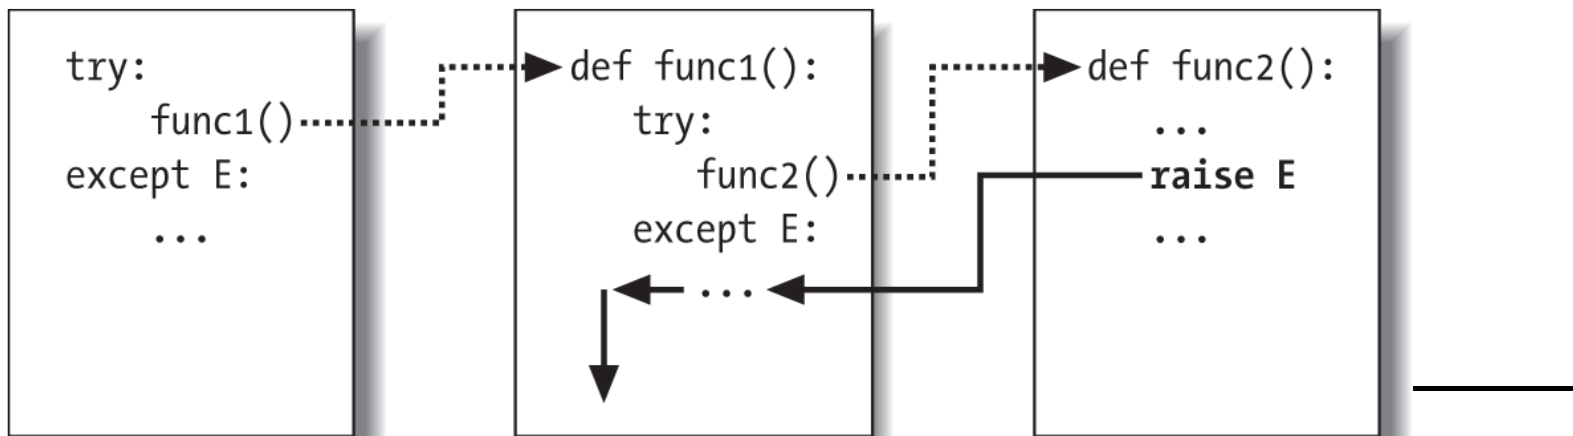 try:
func1()
except E:
...
def func1():
try:
func2()
except E:
...
def func2():
...
raise E
...